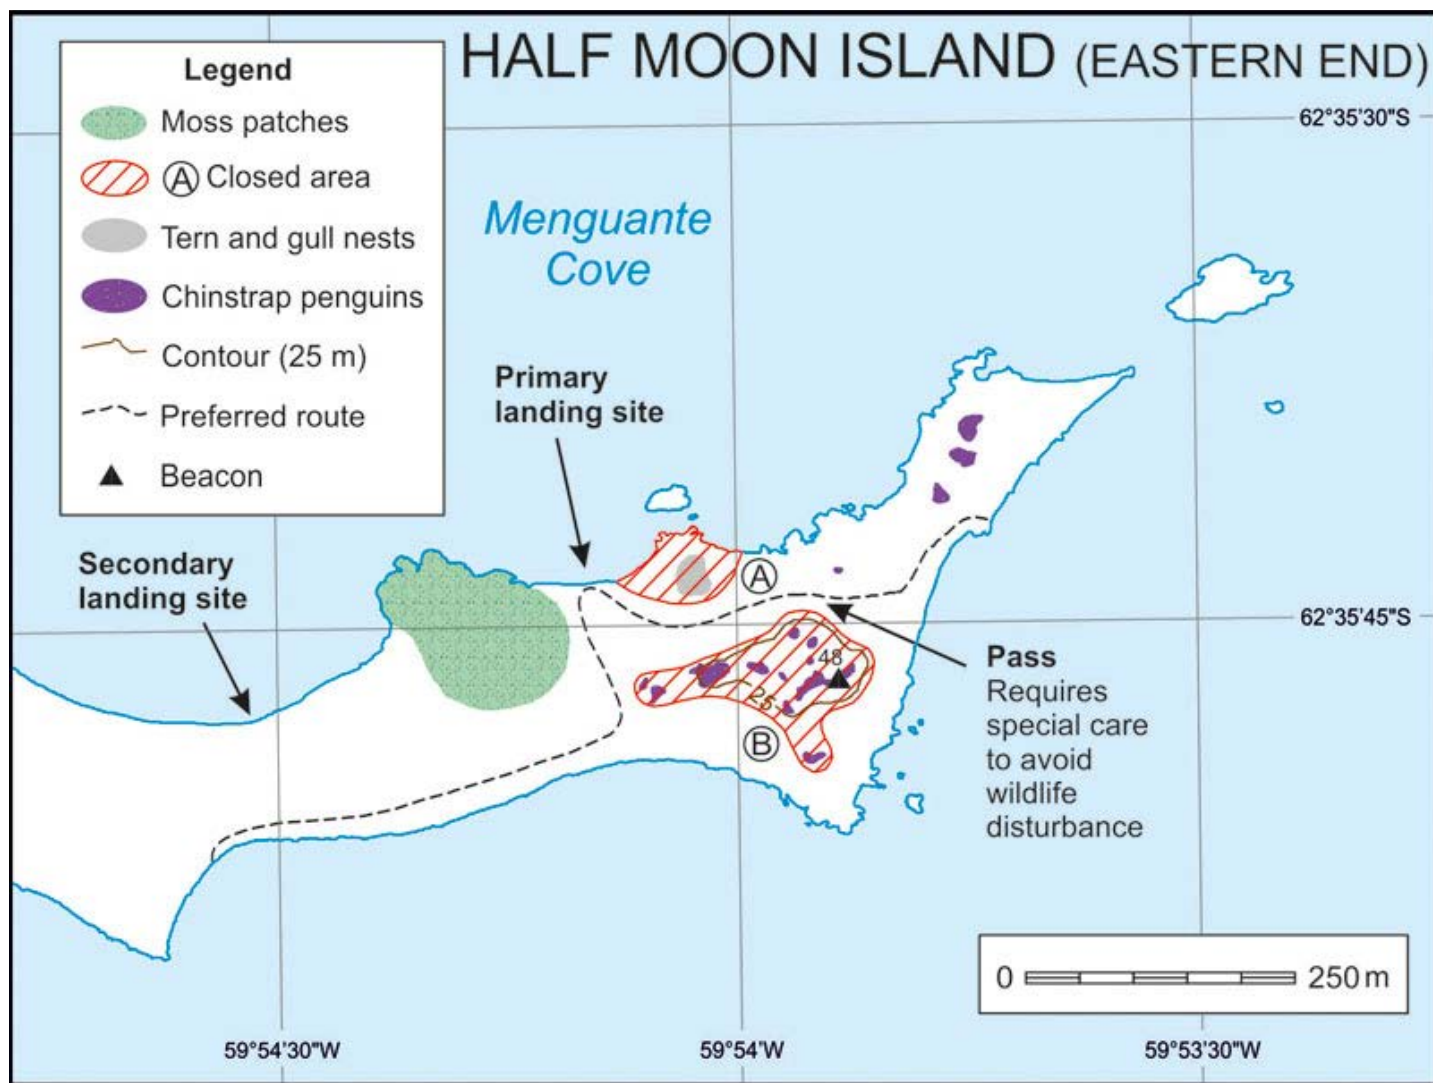 HALF MOON ISLAND (EASTERN END)
Legend
Moss patches
A Closed area
Tern and gull nests
Chinstrap penguins
Contour (25 m)
Preferred route
Beacon
62°35'30"S
Menguante
Cove
Primary
landing site
Secondary
landing site
A
62°35'45"S
48
25
B
Pass
Requires
special care
to avoid
wildlife
disturbance
0 250 m
59°54'30"W
59°54'W
59°53'30"W